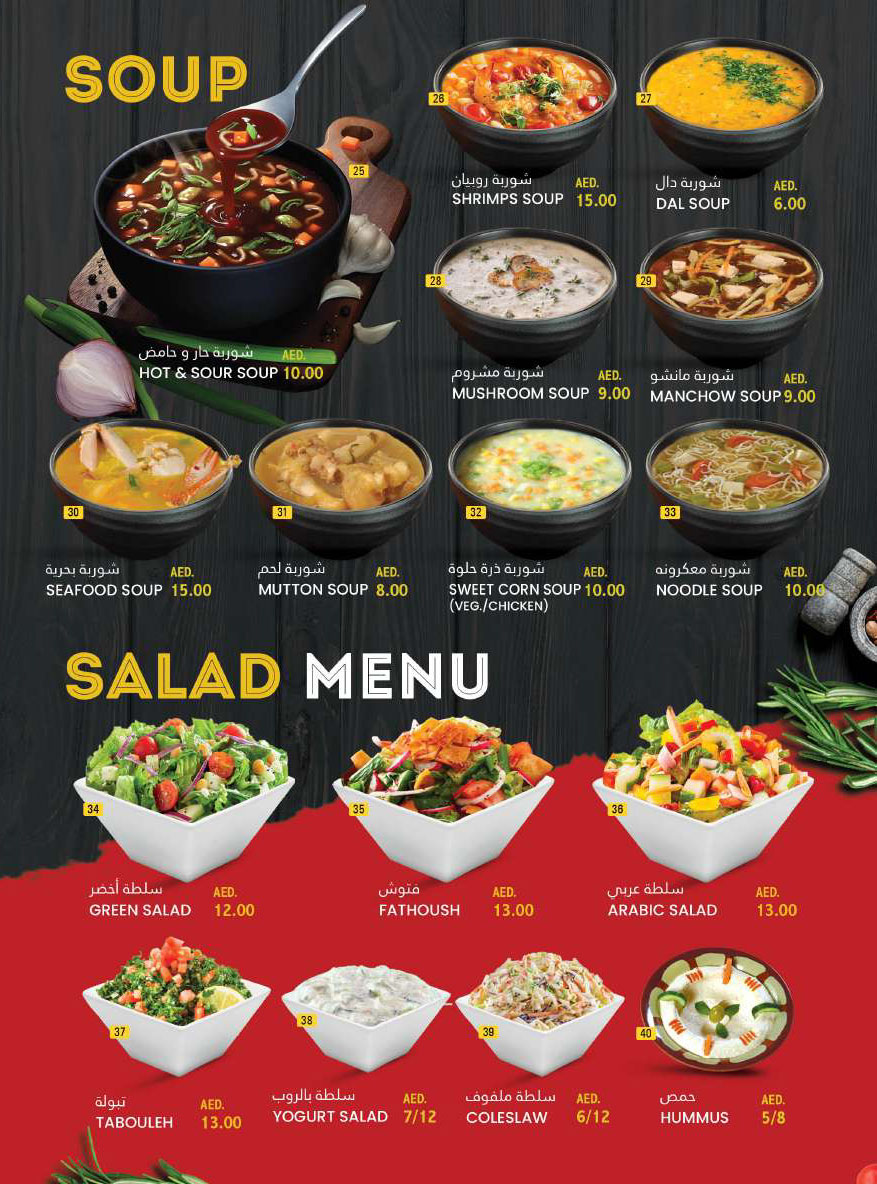 SOUP
25
شوربة حار و حامض
AED.
HOT & SOUR SOUP 10.00
26
شوربة روبيان
AED.
SHRIMPS SOUP 15.00
27
شوربة دال
AED.
DAL SOUP 6.00
28
شوربة مشروم
AED.
MUSHROOM SOUP 9.00
29
شوربة مانشو
AED.
MANCHOW SOUP 9.00
30
شوربة بحرية
AED.
SEAFOOD SOUP 15.00
31
شوربة لحم
AED.
MUTTON SOUP 8.00
32
شوربة ذرة حلوة
AED.
SWEET CORN SOUP 10.00
(VEG./CHICKEN)
33
شوربة معكرونه
AED.
NOODLE SOUP 10.00
SALAD MENU
34
سلطة أخضر
AED.
GREEN SALAD 12.00
35
فتوش
AED.
FATHOUSH 13.00
36
سلطة عربي
AED.
ARABIC SALAD 13.00
37
تبولة
AED.
TABOULEH 13.00
38
سلطة بالروب
AED.
YOGURT SALAD 7/12
39
سلطة ملفوف
AED.
COLESLAW 6/12
40
حمص
AED.
HUMMUS 5/8